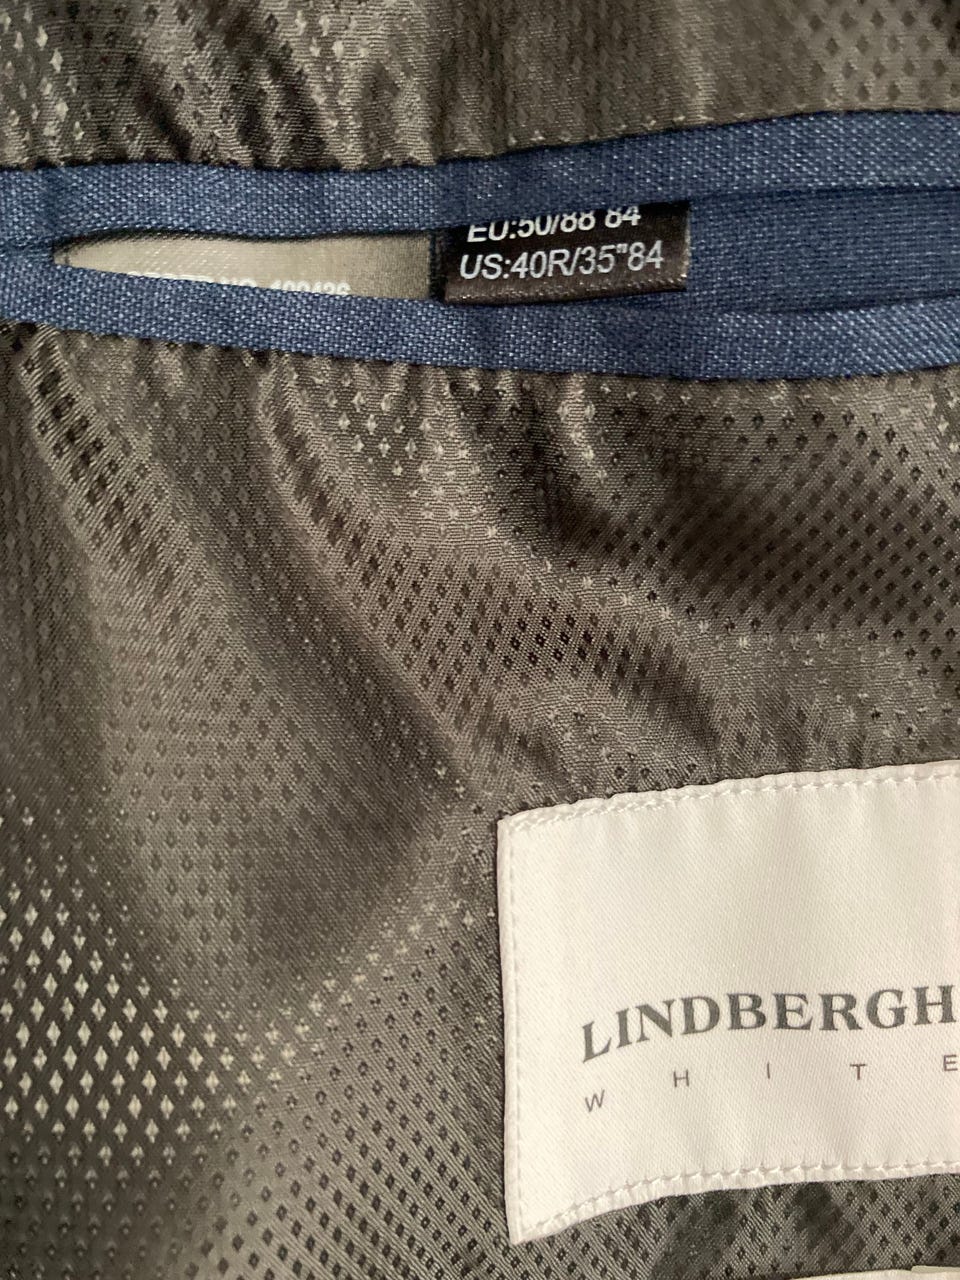 EU:50/88 84
US:40R/35"84
LINDBERGH
WHITE